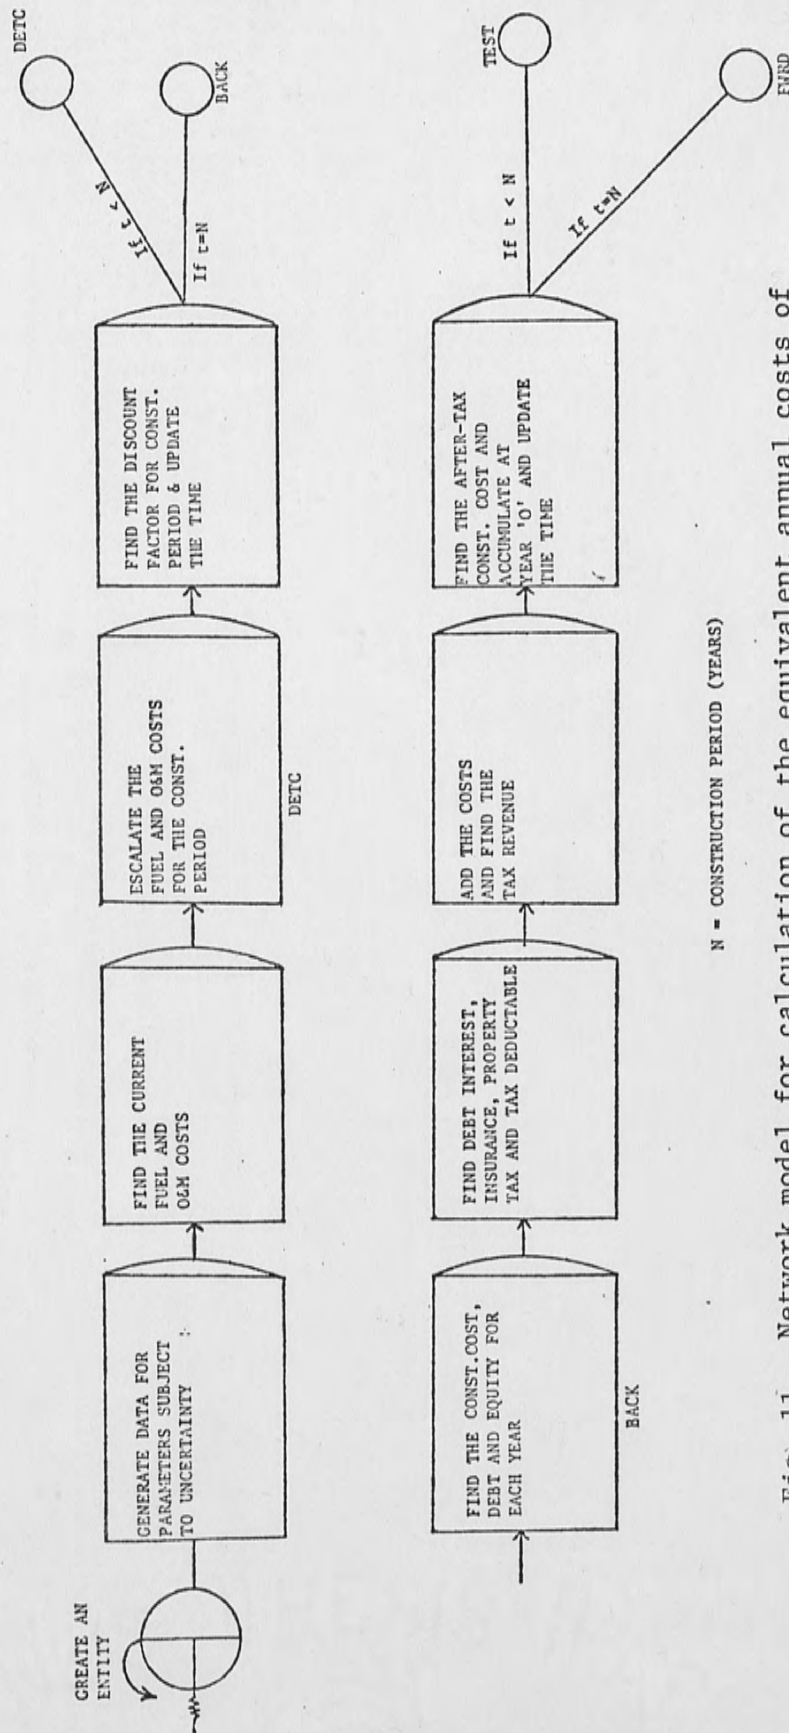 CREATE AN
ENTITY
GENERATE DATA FOR
PARAMETERS SUBJECT
TO UNCERTAINTY :
FIND THE CURRENT
FUEL AND
O&M COSTS
ESCALATE THE
FUEL AND O&M COSTS
FOR THE CONST.
PERIOD
DETC
FIND THE DISCOUNT
FACTOR FOR CONST.
PERIOD & UPDATE
THE TIME
If t < N
DETC
If t=N
BACK
FIND THE CONST.COST,
DEBT AND EQUITY FOR
EACH YEAR
BACK
FIND DEBT INTEREST,
INSURANCE, PROPERTY
TAX AND TAX DEDUCTABLE
ADD THE COSTS
AND FIND THE
TAX REVENUE
FIND THE AFTER-TAX
CONST. COST AND
ACCUMULATE AT
YEAR 'O' AND UPDATE
THE TIME
If t < N
TEST
If t=N
FWRD
N = CONSTRUCTION PERIOD (YEARS)
Fig. 11. Network model for calculation of the equivalent annual costs of